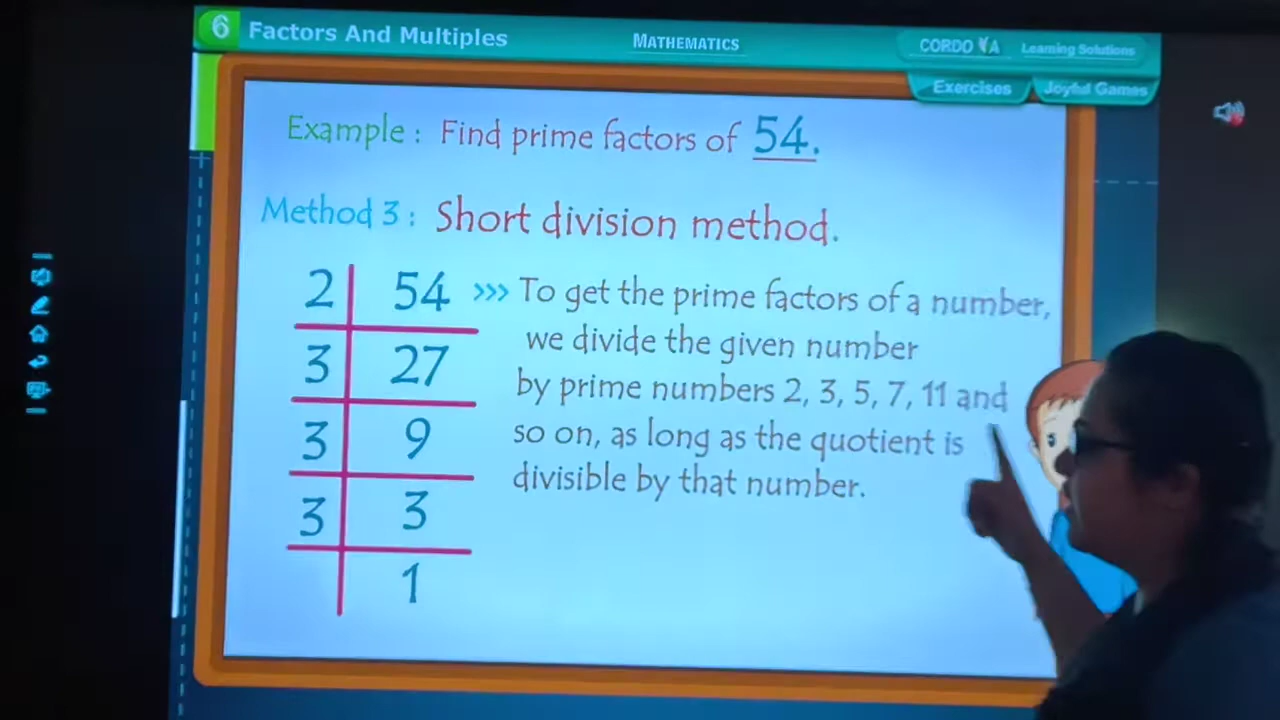 6 Factors And Multiples
MATHEMATICS
CORDOVA Learning Solutions
Exercises Joyful Games
Example : Find prime factors of 54.
Method 3 : Short division method.
2 54 >>> To get the prime factors of a number,
we divide the given number
3 27
by prime numbers 2, 3, 5, 7, 11 and
3 9 so on, as long as the quotient is
divisible by that number.
3 3
1